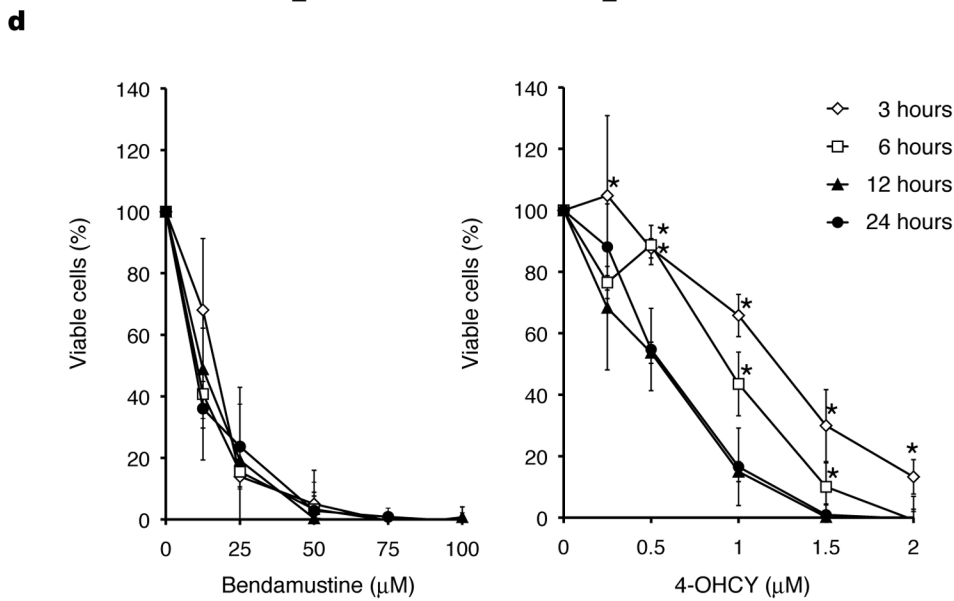 d
140
120
100
80
60
40
20
0
Viable cells (%)
0 25 50 75 100
Bendamustine (μM)
140
120
100
80
60
40
20
0
Viable cells (%)
0 0.5 1 1.5 2
4-OHCY (μM)
* * * * * * * *
3 hours
6 hours
12 hours
24 hours